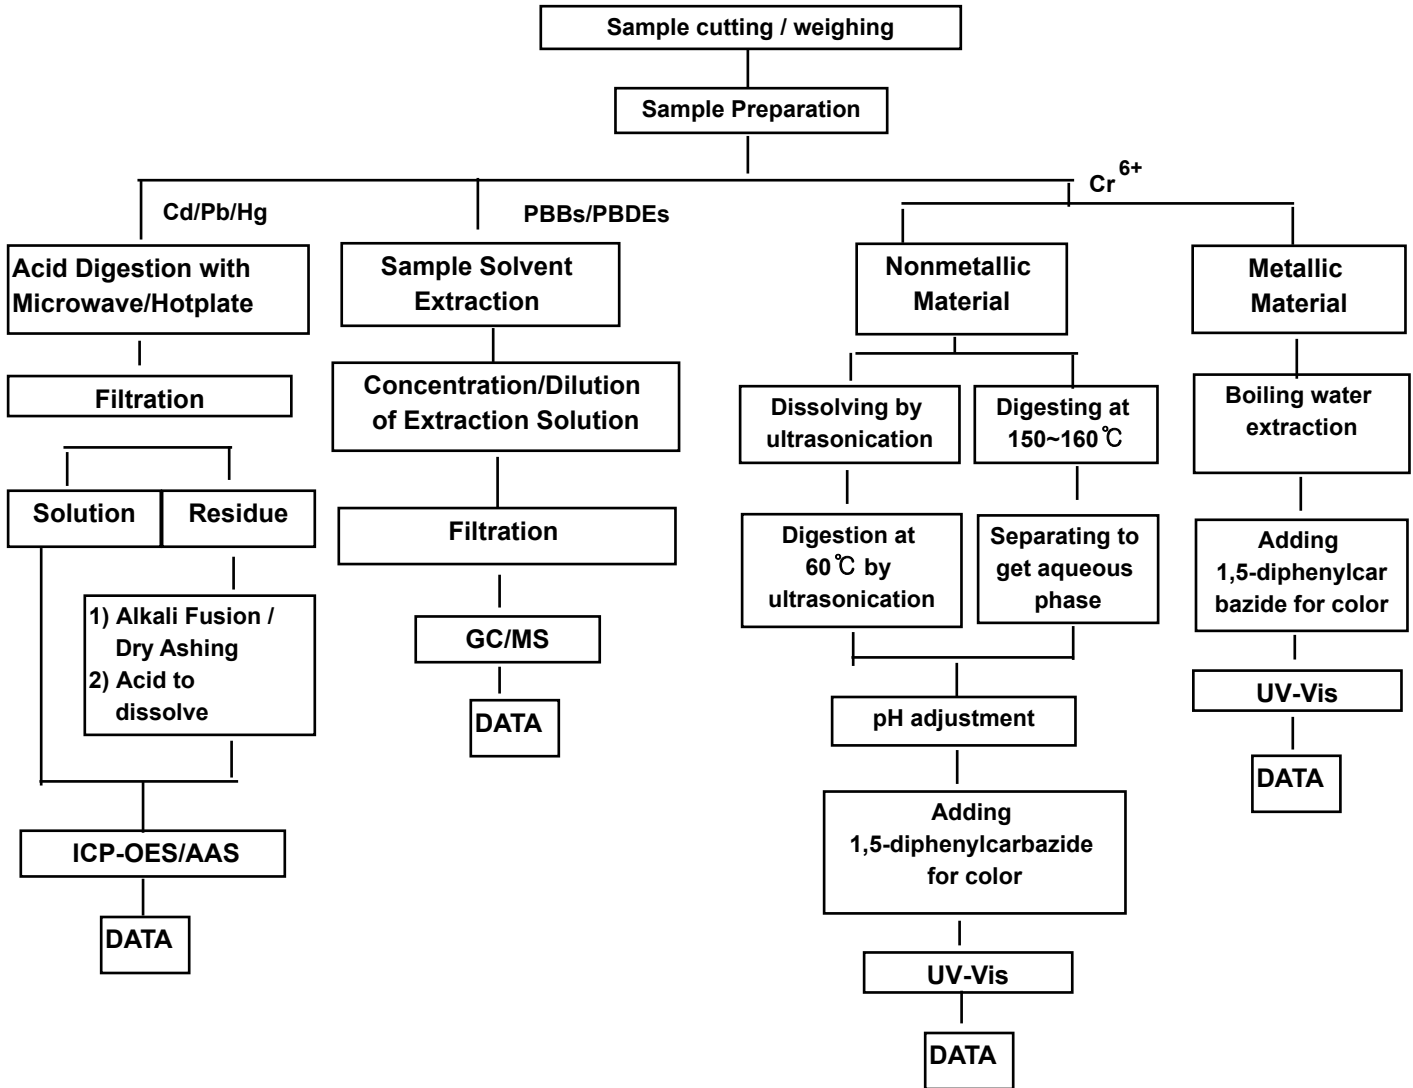 Sample cutting / weighing
Sample Preparation
Cr 6+
Cd/Pb/Hg
PBBs/PBDEs
Acid Digestion with
Microwave/Hotplate
Sample Solvent
Extraction
Nonmetallic
Material
Metallic
Material
Filtration
Concentration/Dilution
of Extraction Solution
Dissolving by
ultrasonication
Digesting at
150~160℃
Boiling water
extraction
Solution
Residue
Filtration
Digestion at
60℃ by
ultrasonication
Separating to
get aqueous
phase
Adding
1,5-diphenylcar
bazide for color
1) Alkali Fusion /
Dry Ashing
2) Acid to
dissolve
GC/MS
DATA
pH adjustment
UV-Vis
DATA
ICP-OES/AAS
DATA
Adding
1,5-diphenylcarbazide
for color
UV-Vis
DATA